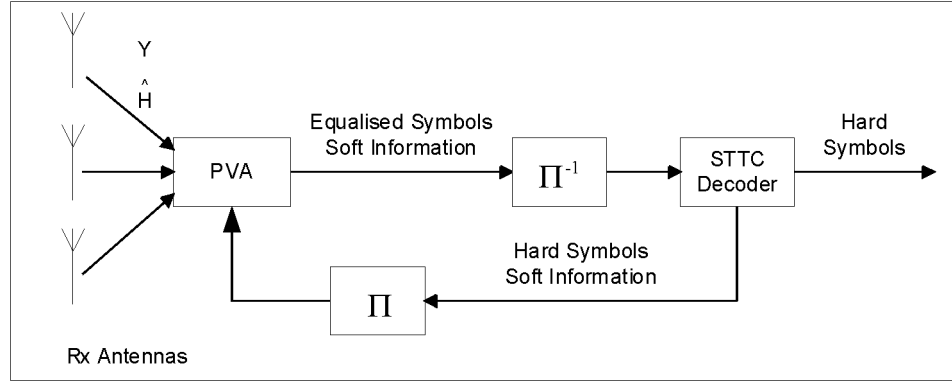 Y
Ĥ
Equalised Symbols
Soft Information
Hard
Symbols
PVA
Π⁻¹
STTC
Decoder
Hard Symbols
Soft Information
Π
Rx Antennas